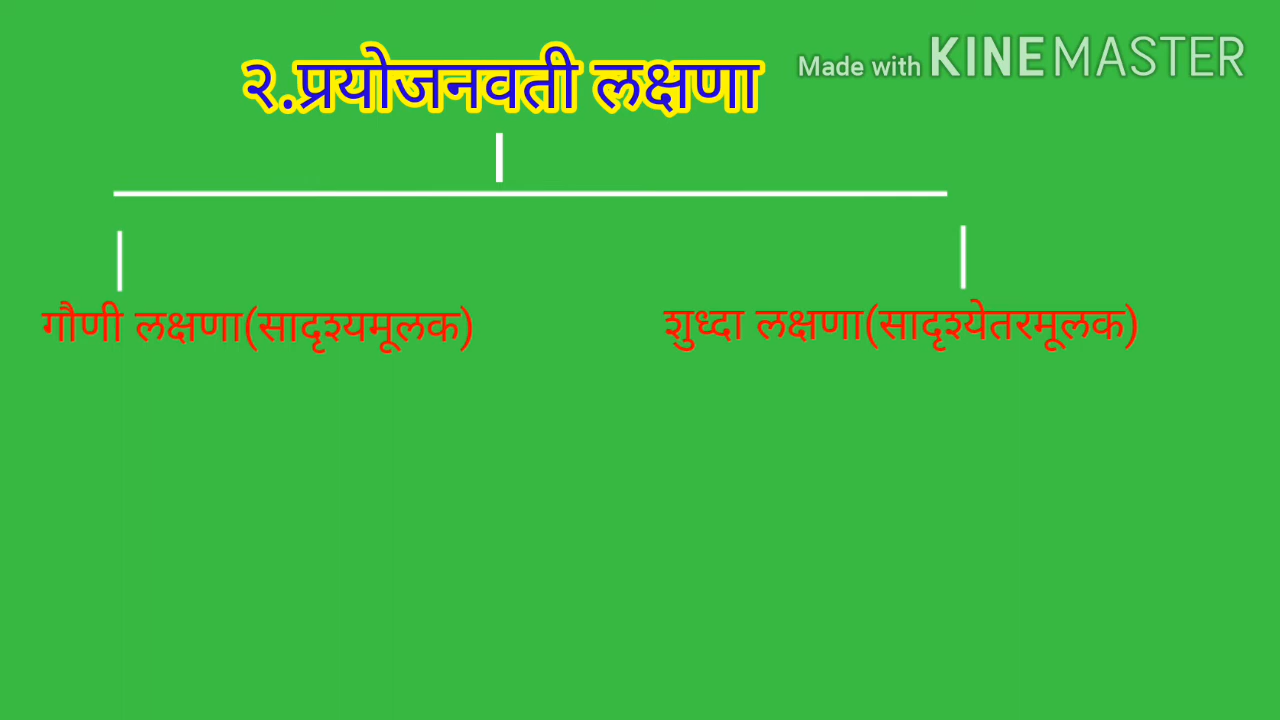 २.प्रयोजनवती लक्षणा
Made with KINEMASTER
गौणी लक्षणा(सादृश्यमूलक)
शुध्दा लक्षणा(सादृश्येतरमूलक)